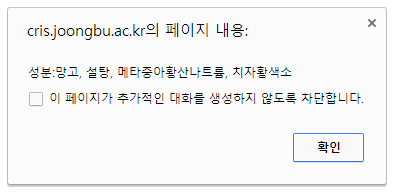 cris.joongbu.ac.kr의 페이지 내용:
성분:망고, 설탕, 메타중아황산나트륨, 치자황색소
이 페이지가 추가적인 대화를 생성하지 않도록 차단합니다.
확인